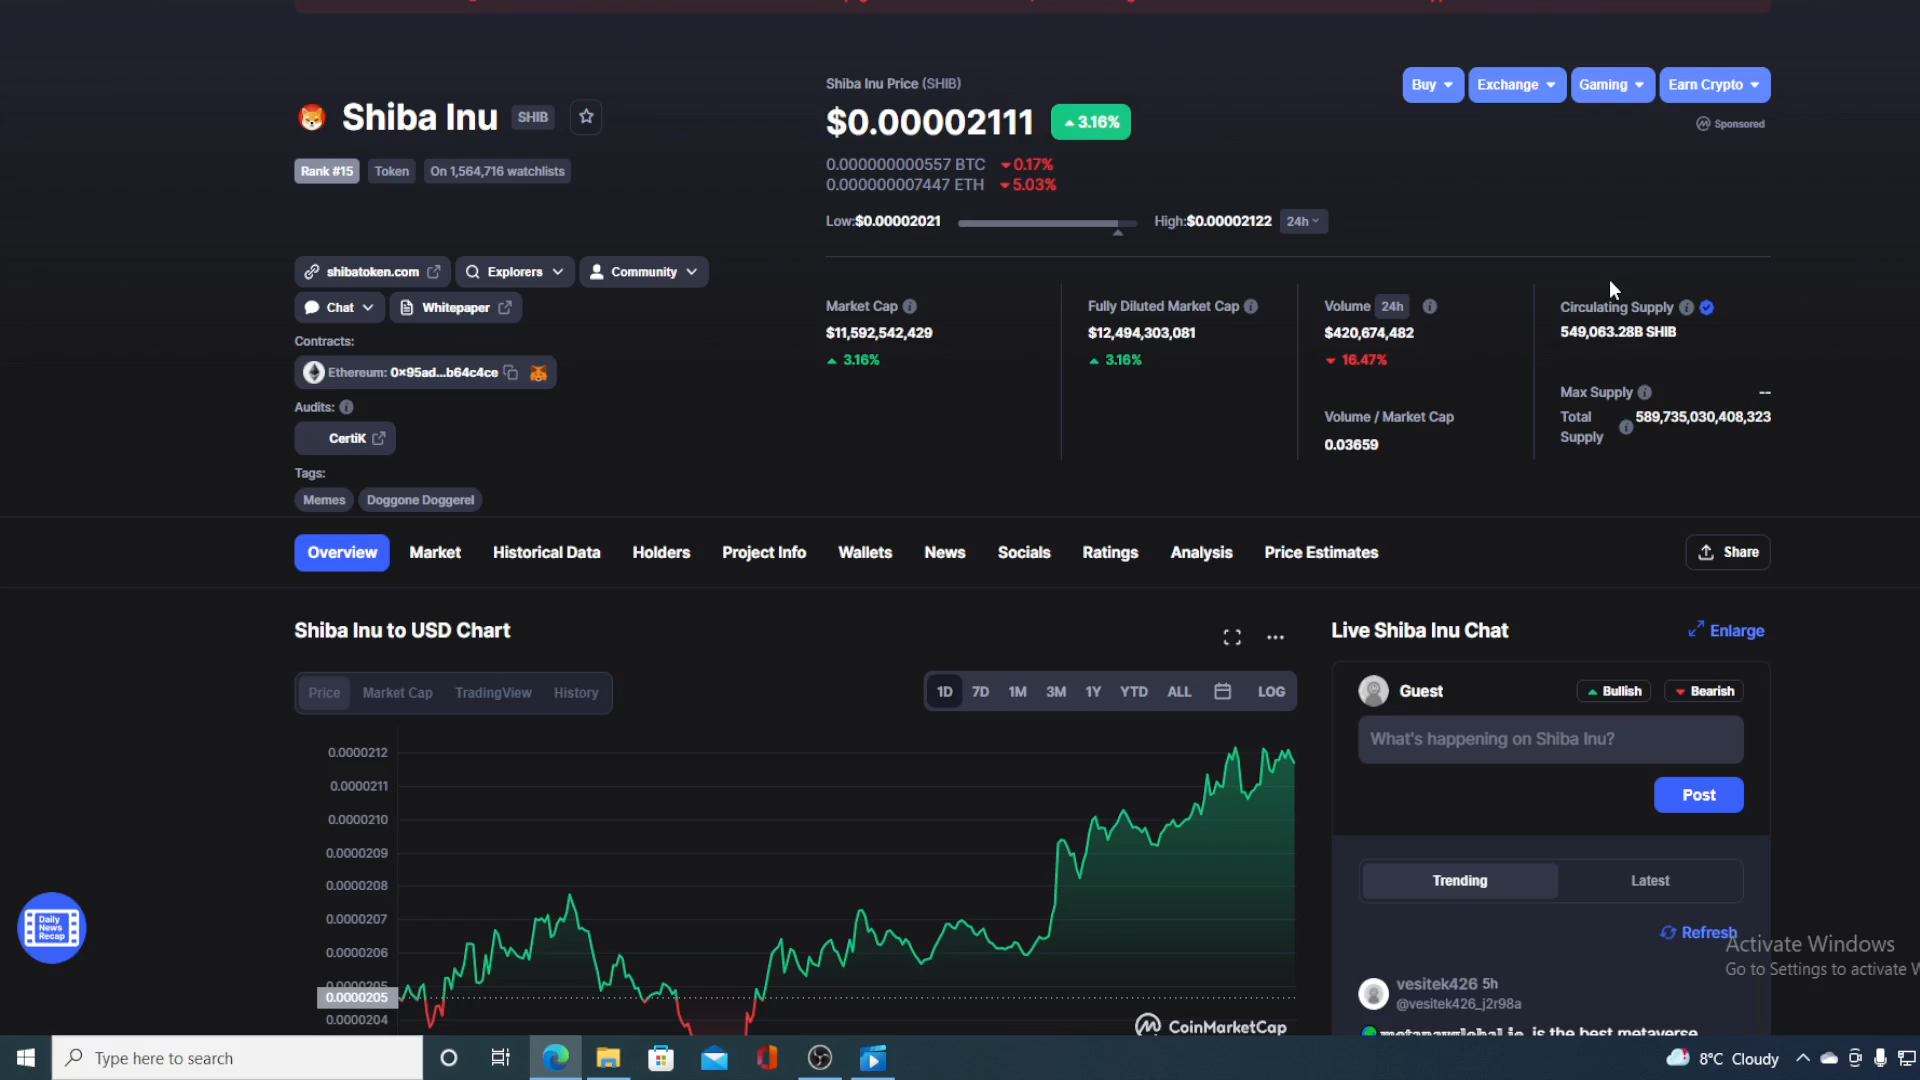 Shiba Inu Price (SHIB)
Buy
Exchange
Gaming
Earn Crypto
Shiba Inu
SHIB
$0.00002111
3.16%
Sponsored
Rank #15
Token
On 1,564,716 watchlists
0.000000000557 BTC
0.17%
0.000000007447 ETH
5.03%
Low:$0.00002021
High:$0.00002122
24h
shibatoken.com
Explorers
Community
Chat
Whitepaper
Contracts:
Ethereum: 0x95ad...b64c4ce
Audits:
CertiK
Tags:
Memes
Doggone Doggerel
Market Cap
$11,592,542,429
3.16%
Fully Diluted Market Cap
$12,494,303,081
3.16%
Volume 24h
$420,674,482
16.47%
Volume / Market Cap
0.03659
Circulating Supply
549,063.28B SHIB
Max Supply
--
Total
Supply
589,735,030,408,323
Overview
Market
Historical Data
Holders
Project Info
Wallets
News
Socials
Ratings
Analysis
Price Estimates
Share
Shiba Inu to USD Chart
Price
Market Cap
TradingView
History
1D
7D
1M
3M
1Y
YTD
ALL
LOG
0.0000212
0.0000211
0.0000210
0.0000209
0.0000208
0.0000207
0.0000206
0.0000205
0.0000205
0.0000204
CoinMarketCap
Live Shiba Inu Chat
Enlarge
Guest
Bullish
Bearish
What's happening on Shiba Inu?
Post
Trending
Latest
Refresh
vesitek426 5h
@vesitek426_j2r98a
is the best metaverse
Activate Windows
Go to Settings to activate W
Daily
News
Recap
Type here to search
8°C Cloudy